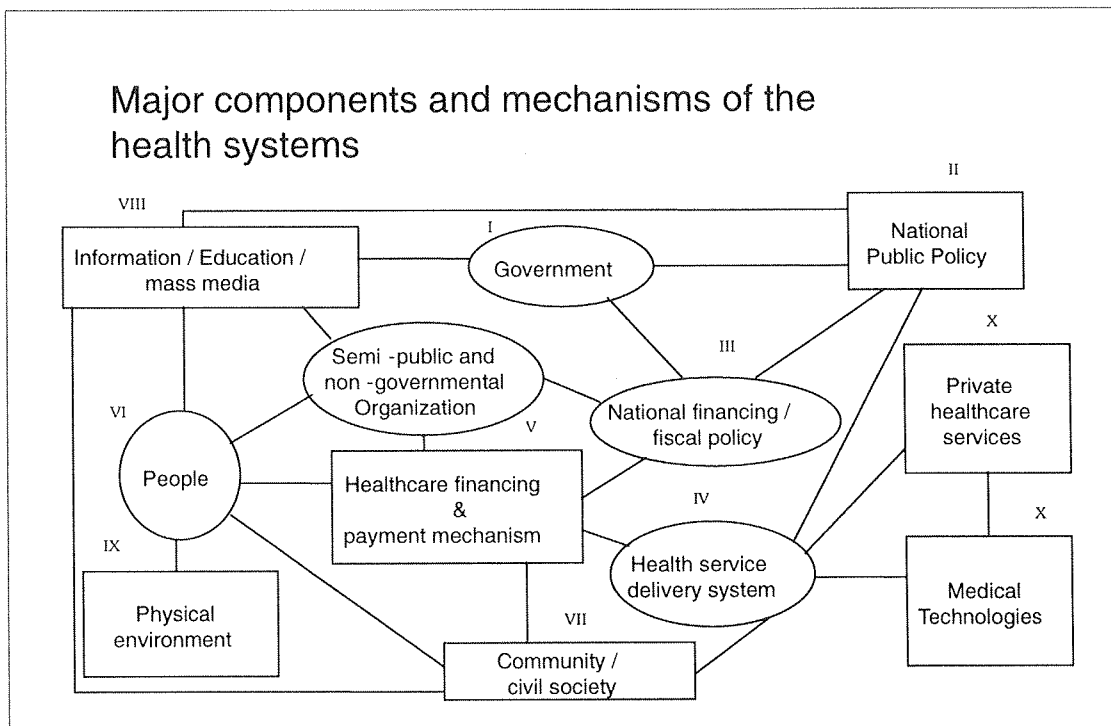 Major components and mechanisms of the
health systems
II
VIII
National
Public Policy
I
Information / Education /
mass media
Government
X
III
Semi -public and
non -governmental
Organization
Private
healthcare
services
VI
National financing /
fiscal policy
V
People
Healthcare financing
&
payment mechanism
IV
X
IX
Health service
delivery system
Medical
Technologies
Physical
environment
VII
Community /
civil society